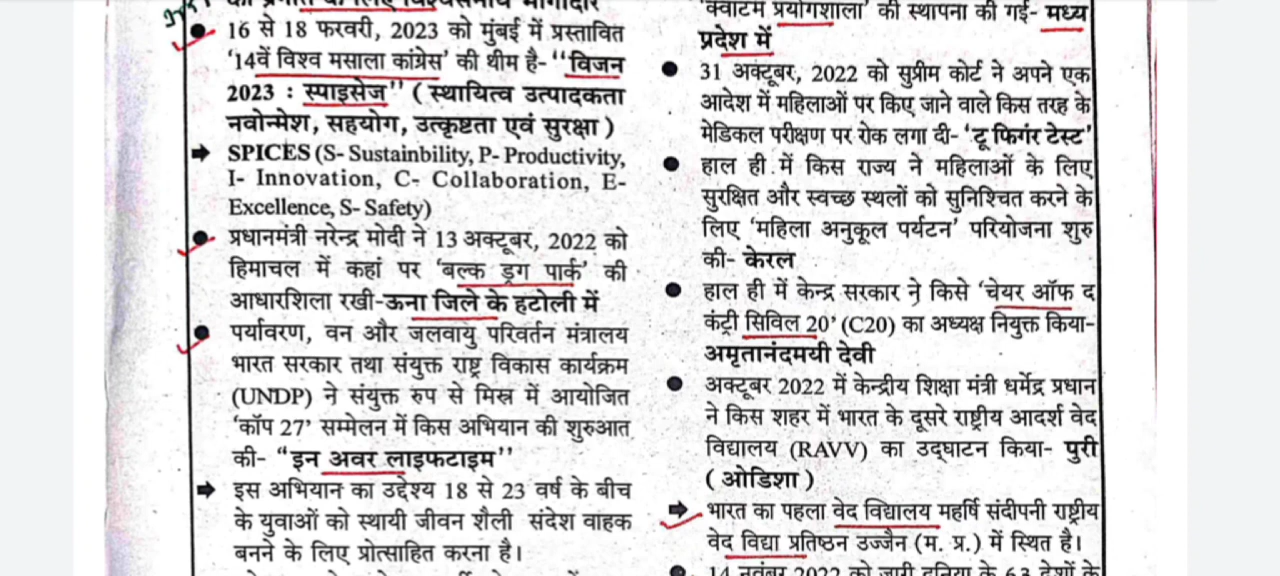 की प्रगति के लिए विश्वसनीय भागीदार
16 से 18 फरवरी, 2023 को मुंबई में प्रस्तावित
‘14वें विश्व मसाला कांग्रेस’ की थीम है- ‘‘विजन
2023 : स्पाइसेज’’ ( स्थायित्व उत्पादकता
नवोन्मेश, सहयोग, उत्कृष्टता एवं सुरक्षा )
SPICES (S- Sustainbility, P- Productivity,
I- Innovation, C- Collaboration, E-
Excellence, S- Safety)
प्रधानमंत्री नरेन्द्र मोदी ने 13 अक्टूबर, 2022 को
हिमाचल में कहां पर ‘बल्क ड्रग पार्क’ की
आधारशिला रखी-ऊना जिले के हटोली में
पर्यावरण, वन और जलवायु परिवर्तन मंत्रालय
भारत सरकार तथा संयुक्त राष्ट्र विकास कार्यक्रम
(UNDP) ने संयुक्त रुप से मिस्र में आयोजित
‘कॉप 27’ सम्मेलन में किस अभियान की शुरुआत
की- “इन अवर लाइफटाइम’’
इस अभियान का उद्देश्य 18 से 23 वर्ष के बीच
के युवाओं को स्थायी जीवन शैली संदेश वाहक
बनने के लिए प्रोत्साहित करना है।
‘क्वांटम प्रयोगशाला’ की स्थापना की गई- मध्य
प्रदेश में
31 अक्टूबर, 2022 को सुप्रीम कोर्ट ने अपने एक
आदेश में महिलाओं पर किए जाने वाले किस तरह के
मेडिकल परीक्षण पर रोक लगा दी- ‘टू फिगंर टेस्ट’
हाल ही में किस राज्य ने महिलाओं के लिए
सुरक्षित और स्वच्छ स्थलों को सुनिश्चित करने के
लिए ‘महिला अनुकूल पर्यटन’ परियोजना शुरु
की- केरल
हाल ही में केन्द्र सरकार ने किसे ‘चेयर ऑफ द
कंट्री सिविल 20’ (C20) का अध्यक्ष नियुक्त किया-
अमृतानंदमयी देवी
अक्टूबर 2022 में केन्द्रीय शिक्षा मंत्री धर्मेद्र प्रधान
ने किस शहर में भारत के दूसरे राष्ट्रीय आदर्श वेद
विद्यालय (RAVV) का उद्घाटन किया- पुरी
( ओडिशा )
भारत का पहला वेद विद्यालय महर्षि संदीपनी राष्ट्रीय
वेद विद्या प्रतिष्ठन उज्जैन (म. प्र.) में स्थित है।
14 नवंबर 2022 को जारी दुनिया के 63 देशों के